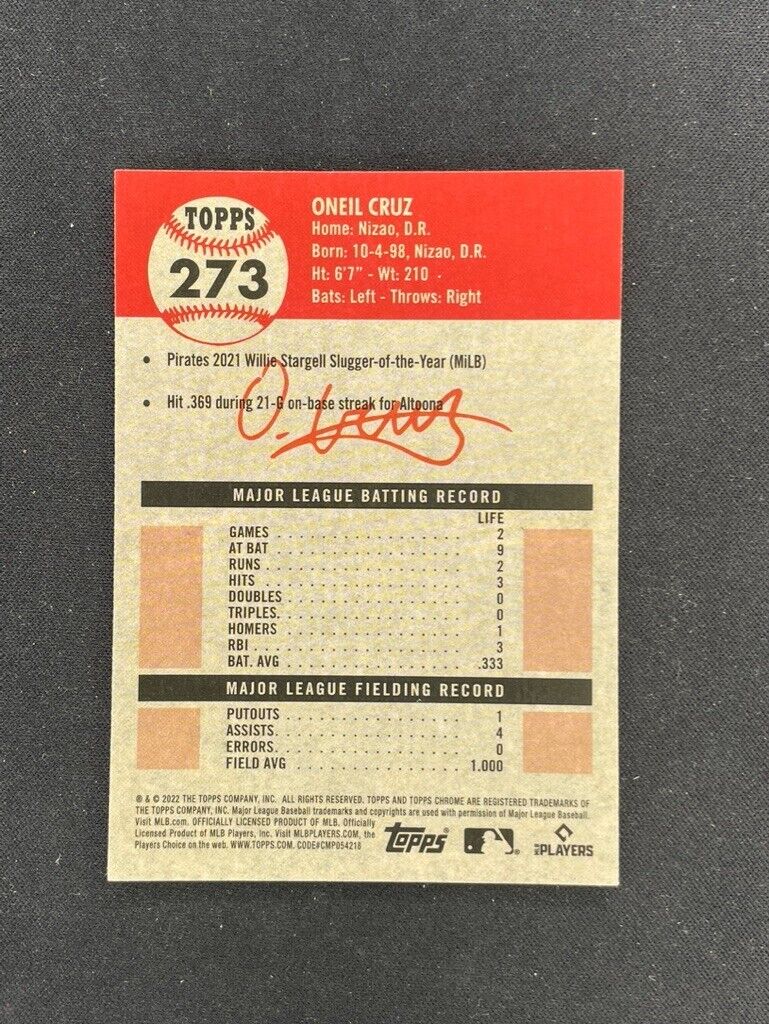 TOPPS
273
ONEIL CRUZ
Home: Nizao, D.R.
Born: 10-4-98, Nizao, D.R.
Ht: 6'7" - Wt: 210
Bats: Left - Throws: Right
• Pirates 2021 Willie Stargell Slugger-of-the-Year (MiLB)
• Hit .369 during 21-G on-base streak for Altoona
O. Cruz
MAJOR LEAGUE BATTING RECORD
LIFE
GAMES 2
AT BAT 9
RUNS 2
HITS 3
DOUBLES 0
TRIPLES 0
HOMERS 1
RBI 3
BAT. AVG .333
MAJOR LEAGUE FIELDING RECORD
PUTOUTS 1
ASSISTS 4
ERRORS 0
FIELD AVG 1.000
® & © 2022 THE TOPPS COMPANY, INC. ALL RIGHTS RESERVED. TOPPS AND TOPPS CHROME ARE REGISTERED TRADEMARKS OF
THE TOPPS COMPANY, INC. Major League Baseball trademarks and copyrights are used with permission of Major League Baseball.
Visit MLB.com. OFFICIALLY LICENSED PRODUCT OF MLB. Officially
Licensed Product of MLB Players, Inc. Visit MLBPLAYERS.COM, the
Players Choice on the web. WWW.TOPPS.COM. CODE#CMP054218
topps
MLB PLAYERS